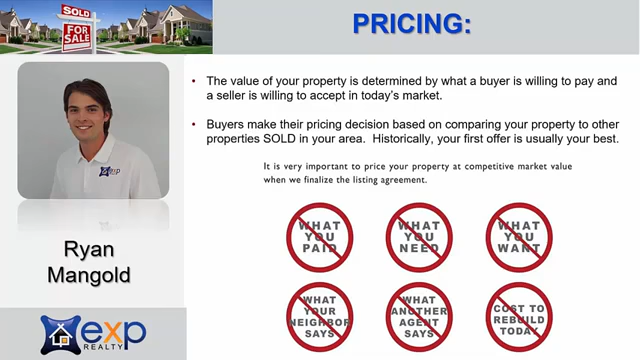 SOLD
FOR
SALE
PRICING:
• The value of your property is determined by what a buyer is willing to pay and
a seller is willing to accept in today's market.
• Buyers make their pricing decision based on comparing your property to other
properties SOLD in your area.  Historically, your first offer is usually your best.
It is very important to price your property at competitive market value
when we finalize the listing agreement.
exp
Ryan
Mangold
WHAT
YOU
PAID
WHAT
YOU
NEED
WHAT
YOU
WANT
WHAT
YOUR
NEIGHBOR
SAYS
WHAT
ANOTHER
AGENT
SAYS
COST TO
REBUILD
TODAY
exp
REALTY